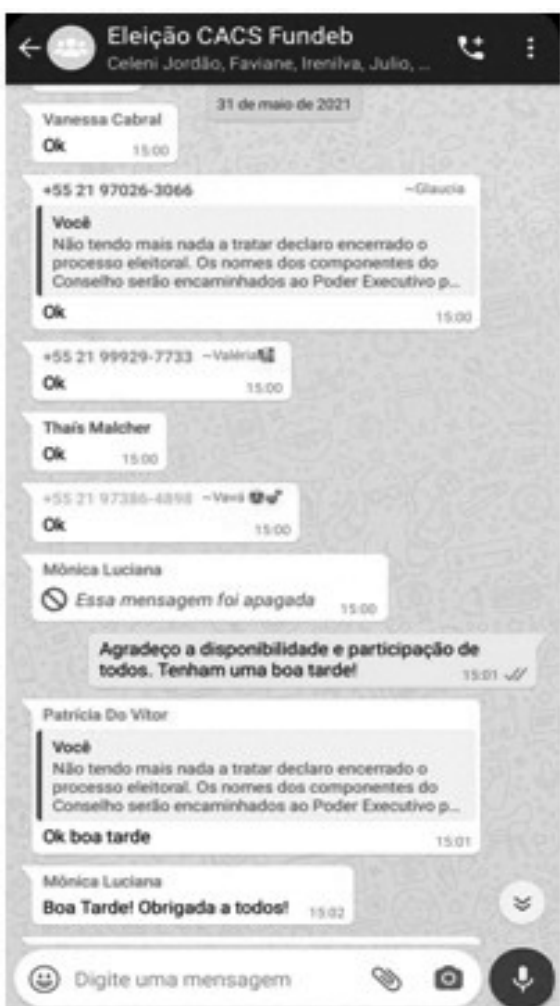 Eleição CACS Fundeb
Celeni Jordão, Faviane, Irenilva, Julio, ...
31 de maio de 2021
Vanessa Cabral
Ok 15:00
+55 21 97026-3066 ~Glaucia
Você
Não tendo mais nada a tratar declaro encerrado o
processo eleitoral. Os nomes dos componentes do
Conselho serão encaminhados ao Poder Executivo p...
Ok 15:00
+55 21 99929-7733 ~Valéria
Ok 15:00
Thaís Malcher
Ok 15:00
+55 21 97386-4898 ~Vavá
Ok 15:00
Mônica Luciana
Essa mensagem foi apagada 15:00
Agradeço a disponibilidade e participação de
todos. Tenham uma boa tarde! 15:01
Patrícia Do Vitor
Você
Não tendo mais nada a tratar declaro encerrado o
processo eleitoral. Os nomes dos componentes do
Conselho serão encaminhados ao Poder Executivo p...
Ok boa tarde 15:01
Mônica Luciana
Boa Tarde! Obrigada a todos! 15:02
Digite uma mensagem